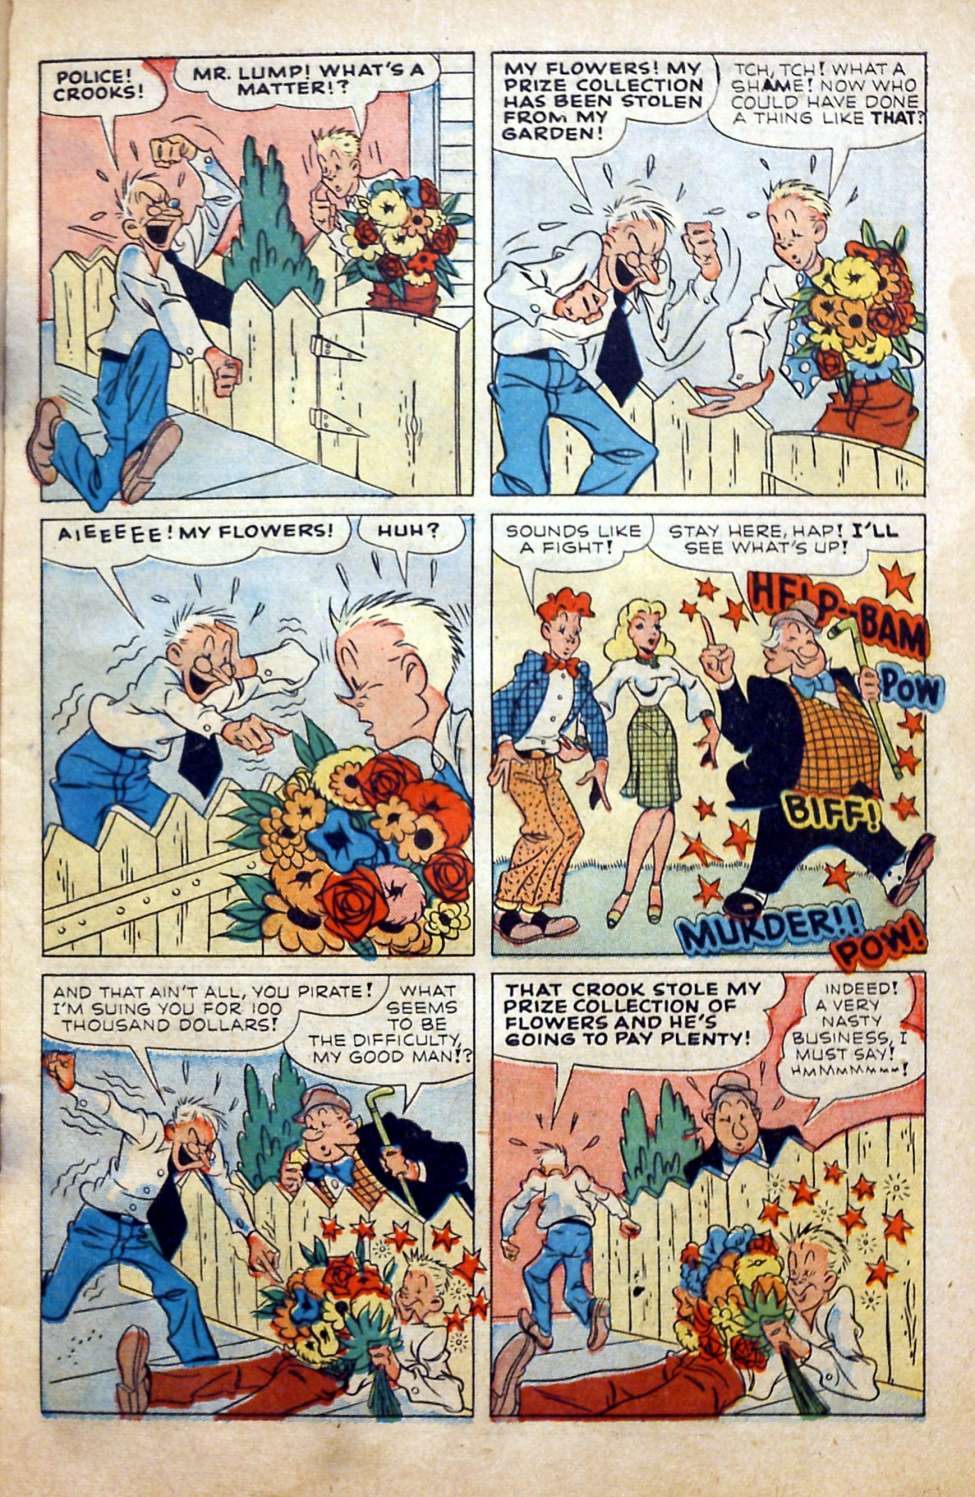 POLICE!
CROOKS!
MR. LUMP! WHAT'S A
MATTER!?
MY FLOWERS! MY
PRIZE COLLECTION
HAS BEEN STOLEN
FROM MY
GARDEN!
TCH, TCH! WHAT A
SHAME! NOW WHO
COULD HAVE DONE
A THING LIKE THAT?
AIEEEEE! MY FLOWERS!
HUH?
SOUNDS LIKE
A FIGHT!
STAY HERE, HAP! I'LL
SEE WHAT'S UP!
HELP--BAM
POW
BIFF!
MURDER!!
POW!
AND THAT AIN'T ALL, YOU PIRATE!
I'M SUING YOU FOR 100
THOUSAND DOLLARS!
WHAT
SEEMS
TO BE
THE DIFFICULTY,
MY GOOD MAN!?
THAT CROOK STOLE MY
PRIZE COLLECTION OF
FLOWERS AND HE'S
GOING TO PAY PLENTY!
INDEED!
A VERY
NASTY
BUSINESS, I
MUST SAY!
HMMMMMM--!